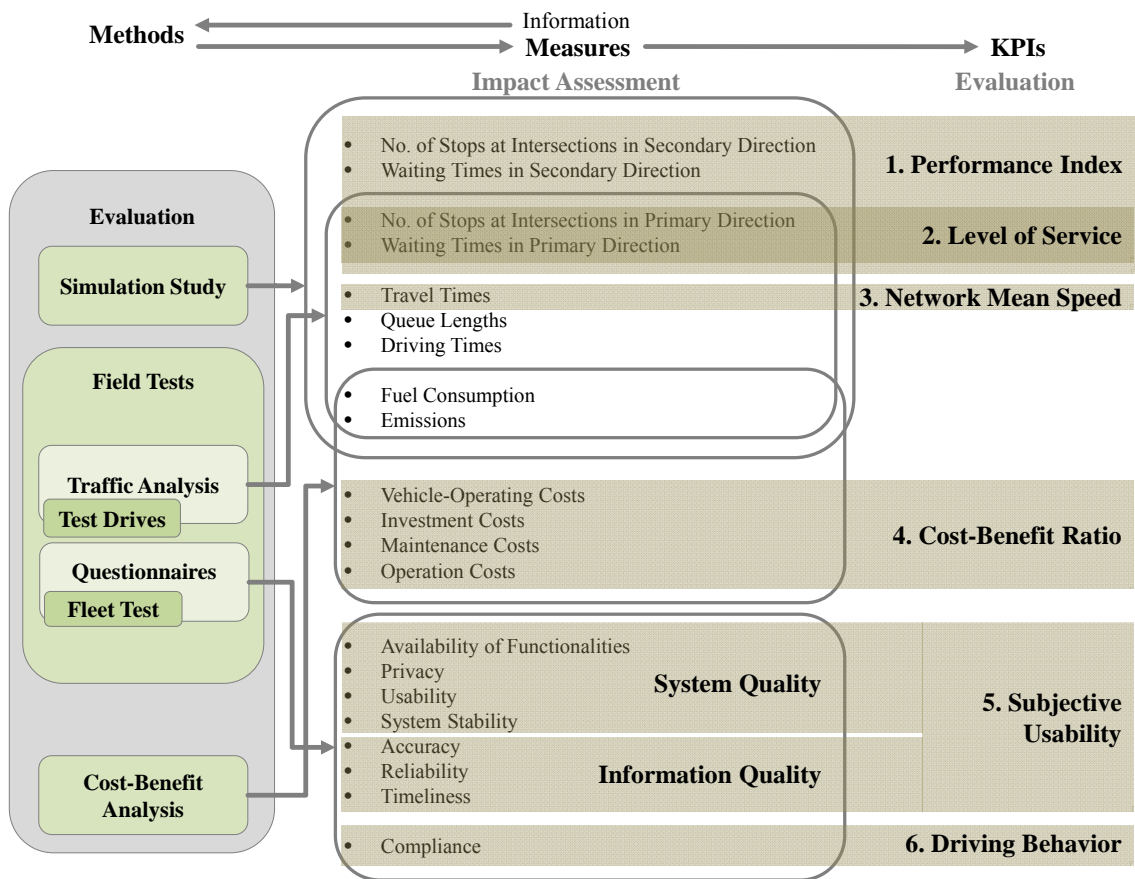 Information
Methods
Measures
KPIs
Impact Assessment
Evaluation
Evaluation
Simulation Study
Field Tests
Traffic Analysis
Test Drives
Questionnaires
Fleet Test
Cost-Benefit
Analysis
• No. of Stops at Intersections in Secondary Direction
• Waiting Times in Secondary Direction
1. Performance Index
• No. of Stops at Intersections in Primary Direction
• Waiting Times in Primary Direction
2. Level of Service
• Travel Times
3. Network Mean Speed
• Queue Lengths
• Driving Times
• Fuel Consumption
• Emissions
• Vehicle-Operating Costs
• Investment Costs
• Maintenance Costs
• Operation Costs
4. Cost-Benefit Ratio
• Availability of Functionalities
• Privacy
• Usability
• System Stability
System Quality
• Accuracy
• Reliability
• Timeliness
Information Quality
5. Subjective
Usability
• Compliance
6. Driving Behavior